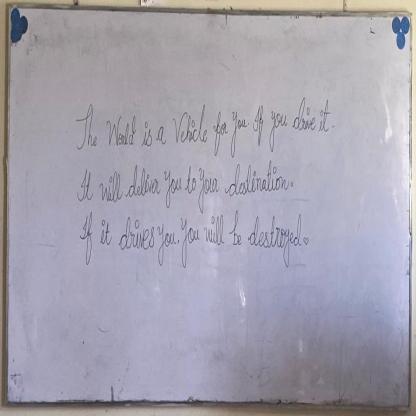 The World is a Vehicle for You If you drive it.
It will deliver You to Your destination.
If it drives You. You will be destroyed.